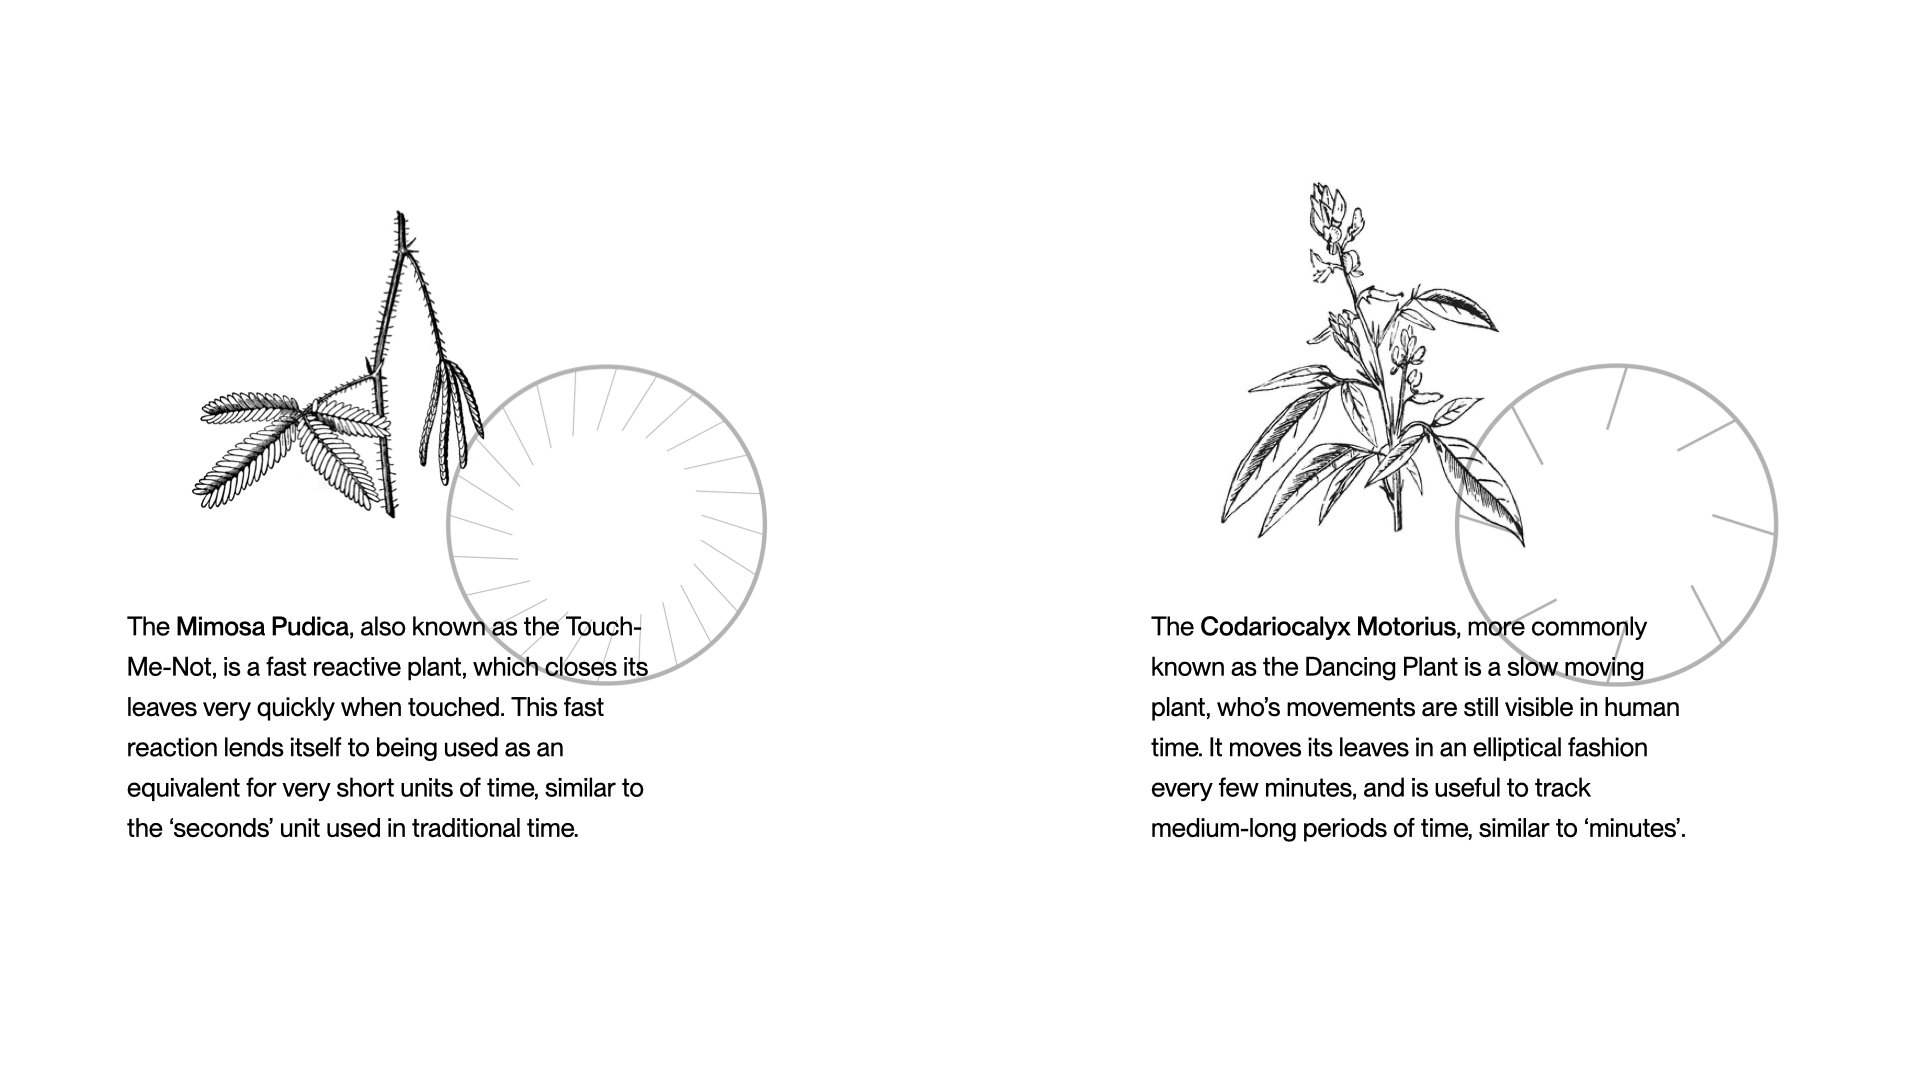 The Mimosa Pudica, also known as the Touch-
Me-Not, is a fast reactive plant, which closes its
leaves very quickly when touched. This fast
reaction lends itself to being used as an
equivalent for very short units of time, similar to
the ‘seconds’ unit used in traditional time.
The Codariocalyx Motorius, more commonly
known as the Dancing Plant is a slow moving
plant, who’s movements are still visible in human
time. It moves its leaves in an elliptical fashion
every few minutes, and is useful to track
medium-long periods of time, similar to ‘minutes’.